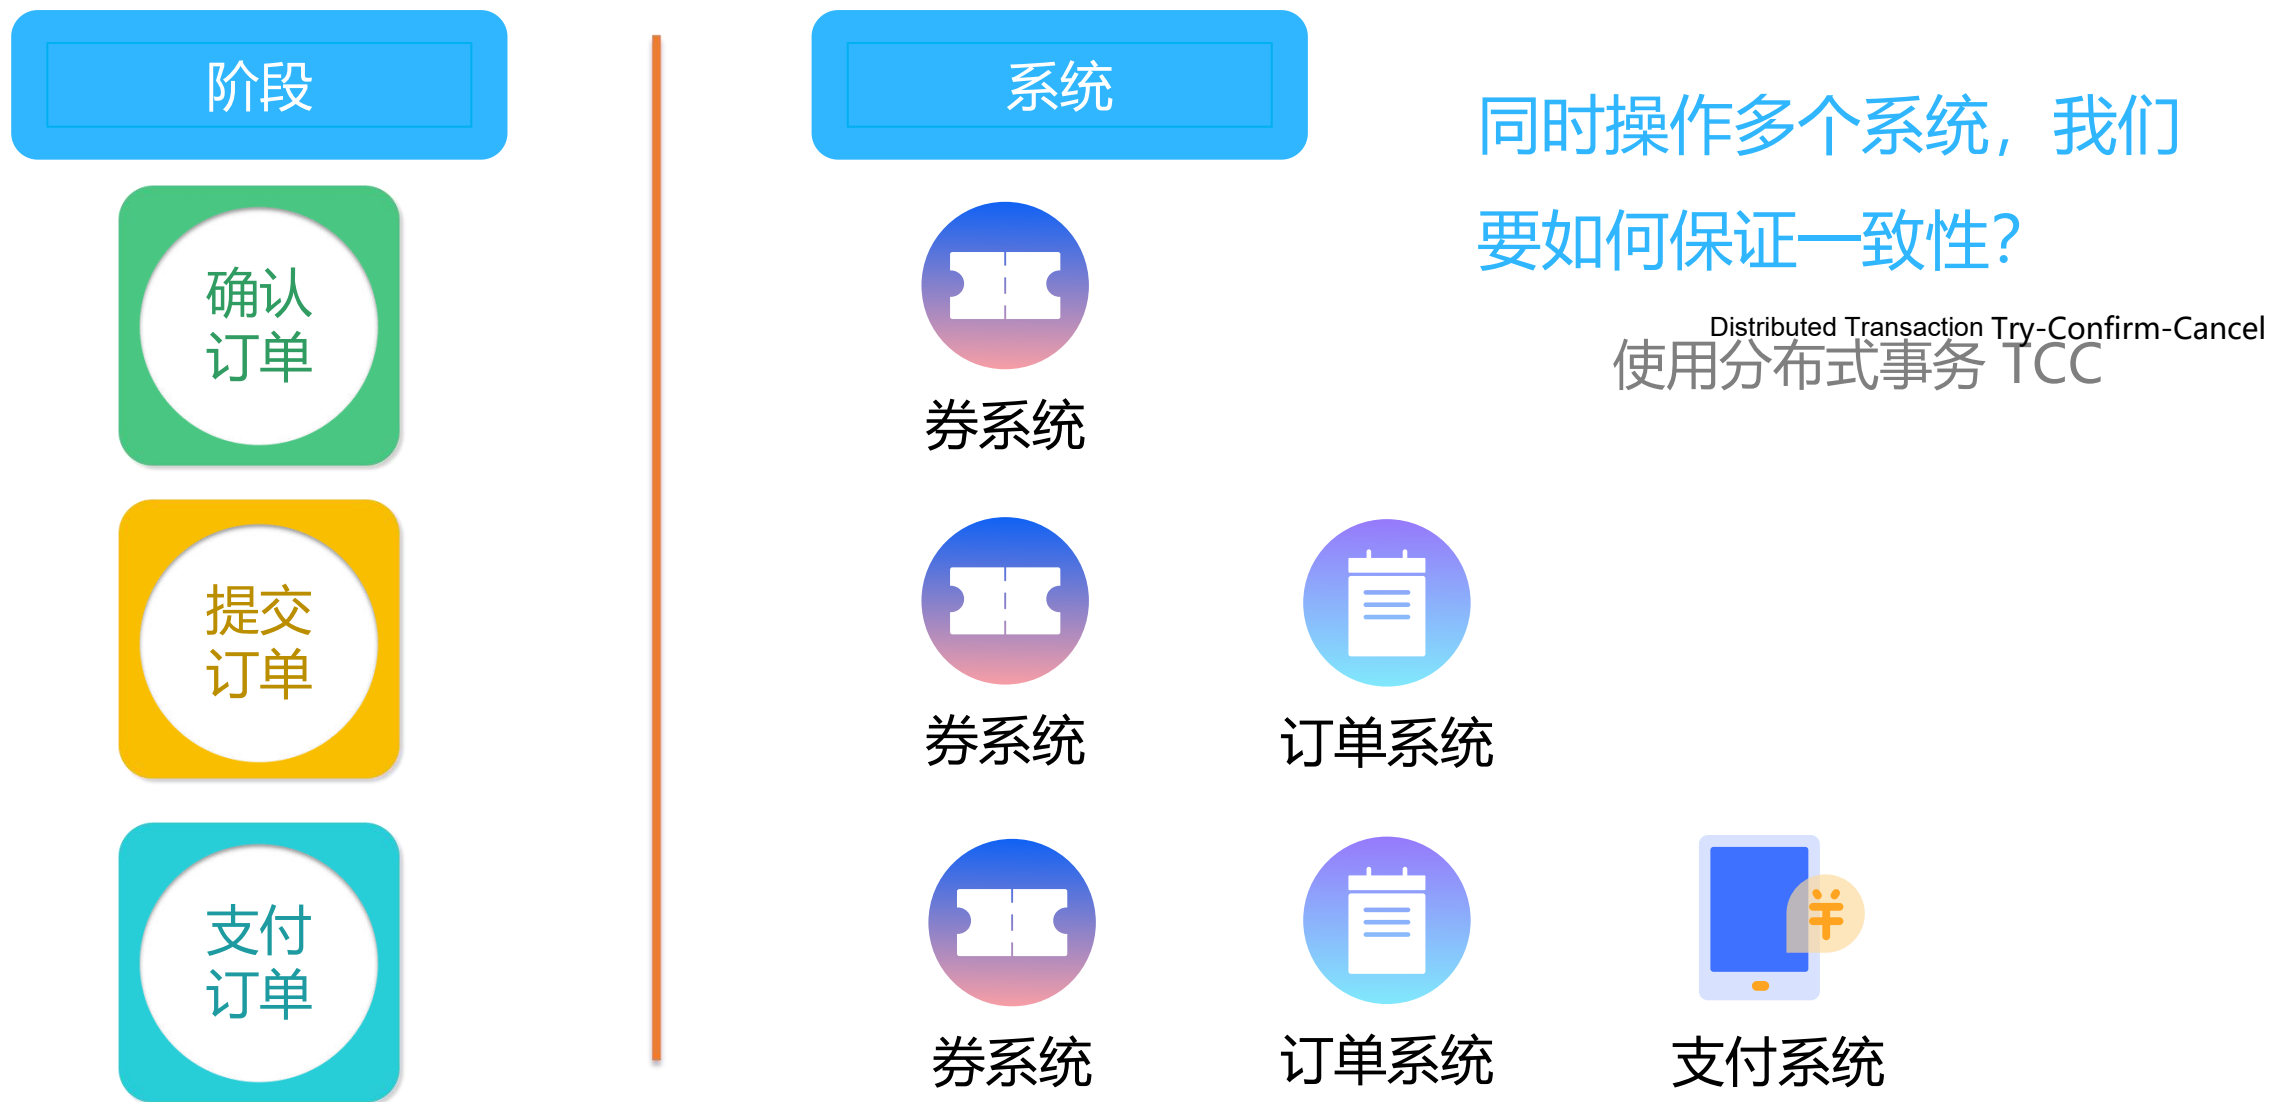 阶段
系统
同时操作多个系统，我们
要如何保证一致性？
Distributed Transaction Try-Confirm-Cancel
使用分布式事务 TCC
确认
订单
券系统
提交
订单
券系统
订单系统
支付
订单
券系统
订单系统
支付系统